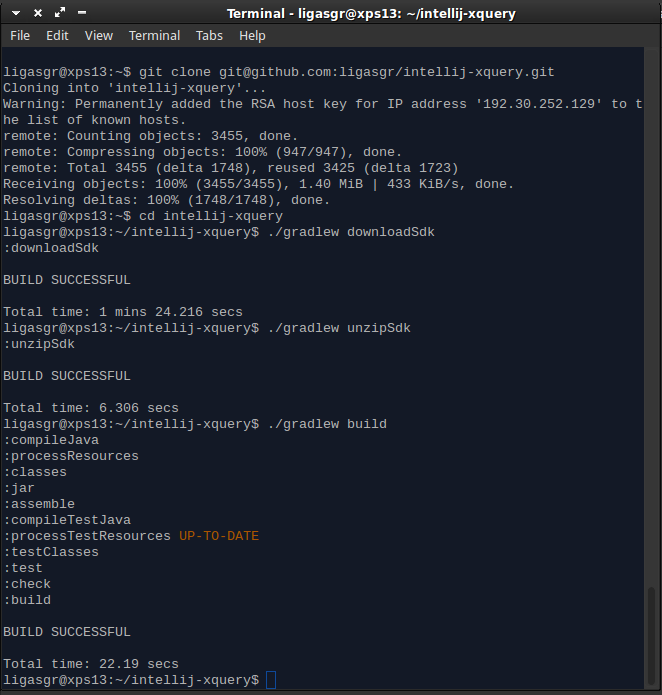 Terminal - ligasgr@xps13: ~/intellij-xquery
File Edit View Terminal Tabs Help
ligasgr@xps13:~$ git clone git@github.com:ligasgr/intellij-xquery.git
Cloning into 'intellij-xquery'...
Warning: Permanently added the RSA host key for IP address '192.30.252.129' to t
he list of known hosts.
remote: Counting objects: 3455, done.
remote: Compressing objects: 100% (947/947), done.
remote: Total 3455 (delta 1748), reused 3425 (delta 1723)
Receiving objects: 100% (3455/3455), 1.40 MiB | 433 KiB/s, done.
Resolving deltas: 100% (1748/1748), done.
ligasgr@xps13:~$ cd intellij-xquery
ligasgr@xps13:~/intellij-xquery$ ./gradlew downloadSdk
:downloadSdk
BUILD SUCCESSFUL
Total time: 1 mins 24.216 secs
ligasgr@xps13:~/intellij-xquery$ ./gradlew unzipSdk
:unzipSdk
BUILD SUCCESSFUL
Total time: 6.306 secs
ligasgr@xps13:~/intellij-xquery$ ./gradlew build
:compileJava
:processResources
:classes
:jar
:assemble
:compileTestJava
:processTestResources UP-TO-DATE
:testClasses
:test
:check
:build
BUILD SUCCESSFUL
Total time: 22.19 secs
ligasgr@xps13:~/intellij-xquery$